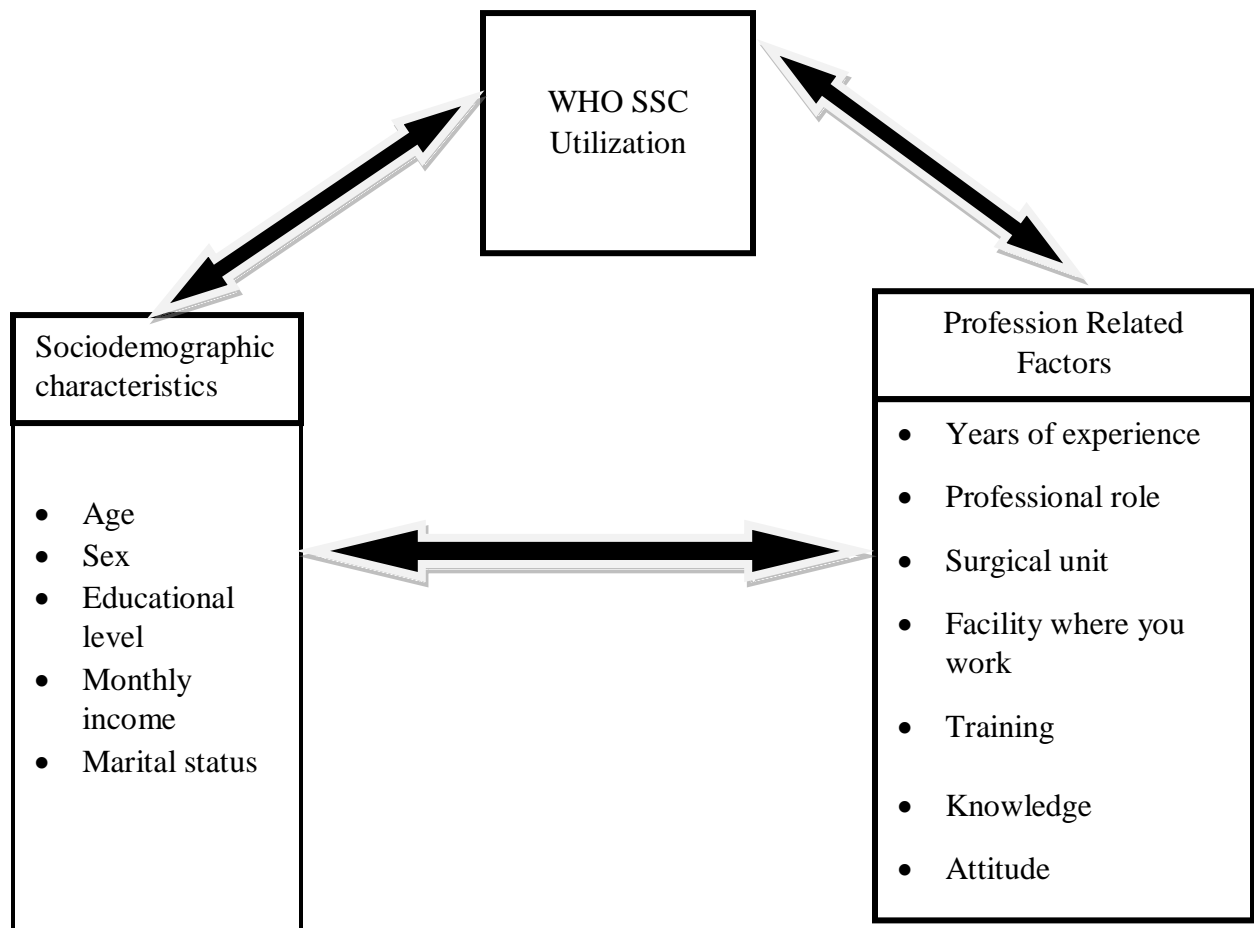 WHO SSC
Utilization
Sociodemographic
characteristics
• Age
• Sex
• Educational
level
• Monthly
income
• Marital status
Profession Related
Factors
• Years of experience
• Professional role
• Surgical unit
• Facility where you
work
• Training
• Knowledge
• Attitude